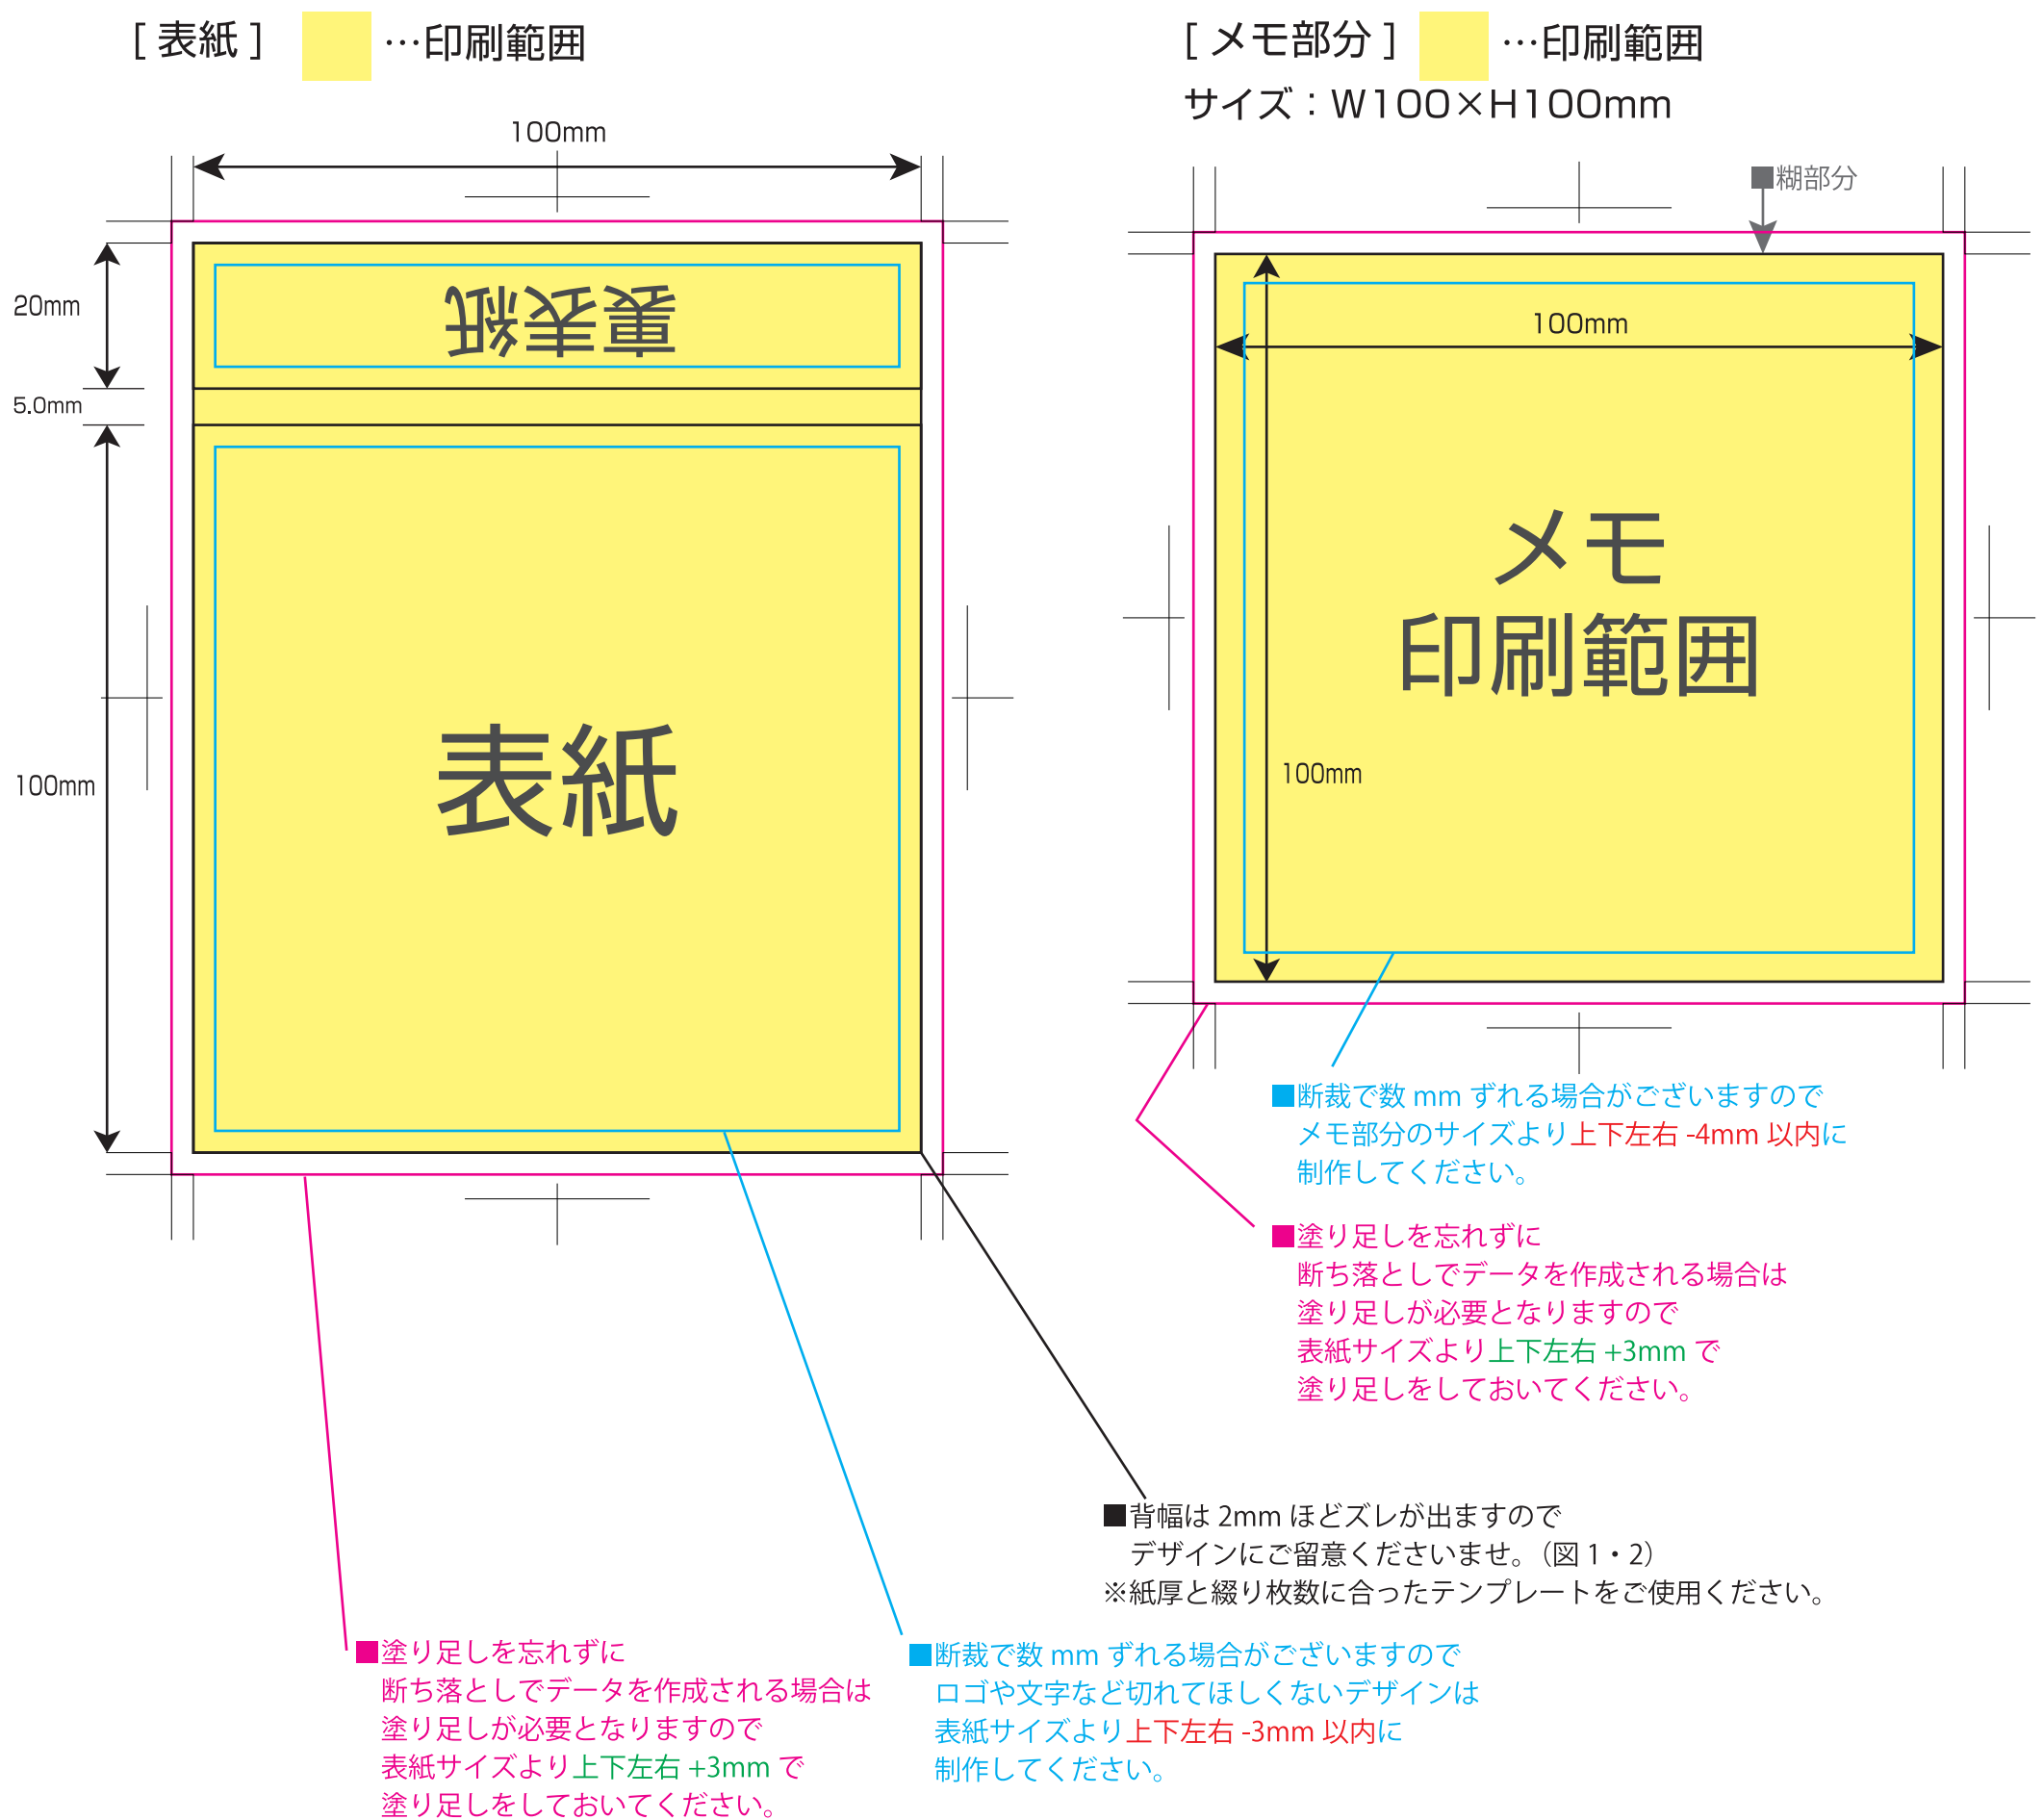 [ 表紙 ]
…印刷範囲
100mm
20mm
裏表紙
5.0mm
表紙
100mm
[ メモ部分 ]
…印刷範囲
サイズ：W100×H100mm
■糊部分
100mm
メモ
印刷範囲
100mm
■断裁で数 mm ずれる場合がございますので
メモ部分のサイズより上下左右 -4mm 以内に
制作してください。
■塗り足しを忘れずに
断ち落としでデータを作成される場合は
塗り足しが必要となりますので
表紙サイズより上下左右 +3mm で
塗り足しをしておいてください。
■背幅は 2mm ほどズレが出ますので
デザインにご留意くださいませ。（図 1・2）
※紙厚と綴り枚数に合ったテンプレートをご使用ください。
■塗り足しを忘れずに
断ち落としでデータを作成される場合は
塗り足しが必要となりますので
表紙サイズより上下左右 +3mm で
塗り足しをしておいてください。
■断裁で数 mm ずれる場合がございますので
ロゴや文字など切れてほしくないデザインは
表紙サイズより上下左右 -3mm 以内に
制作してください。